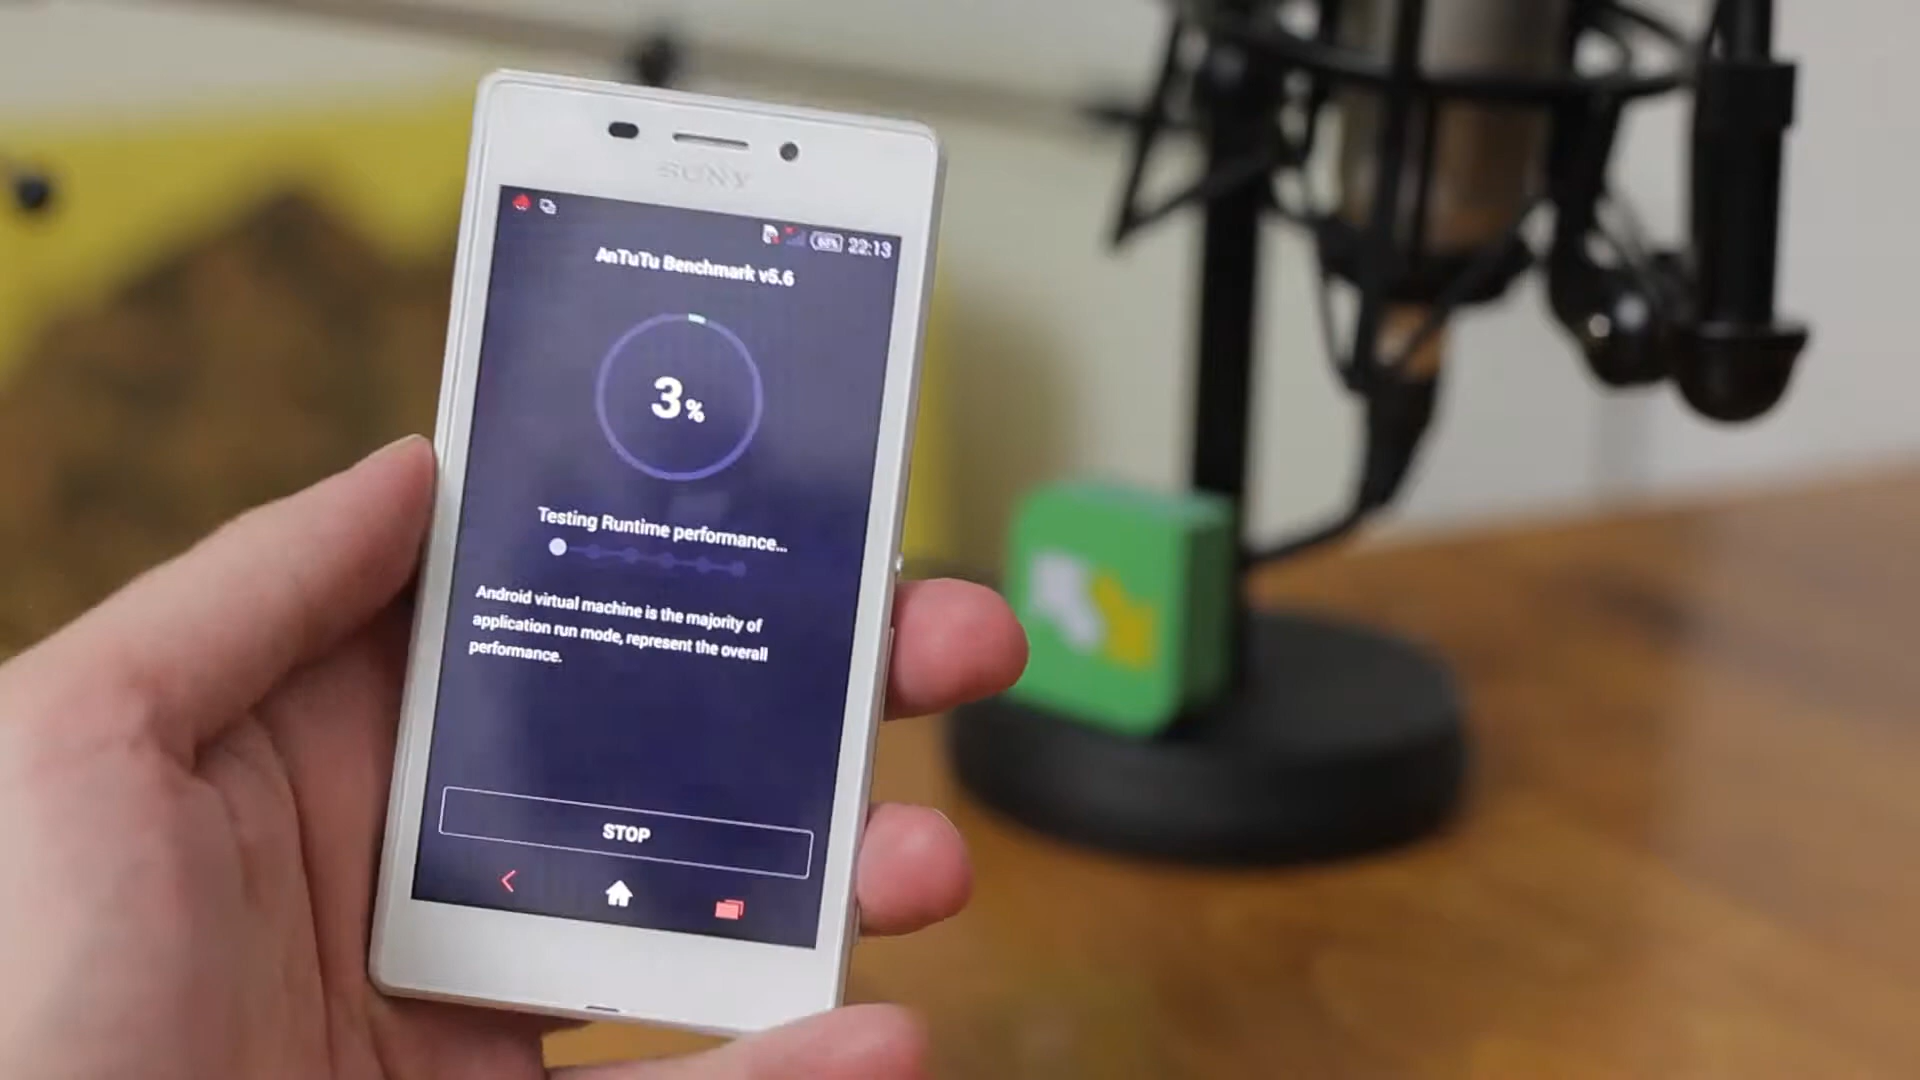 SONY
22:13
AnTuTu Benchmark v5.6
3%
Testing Runtime performance...
Android virtual machine is the majority of
application run mode, represent the overall
performance.
STOP